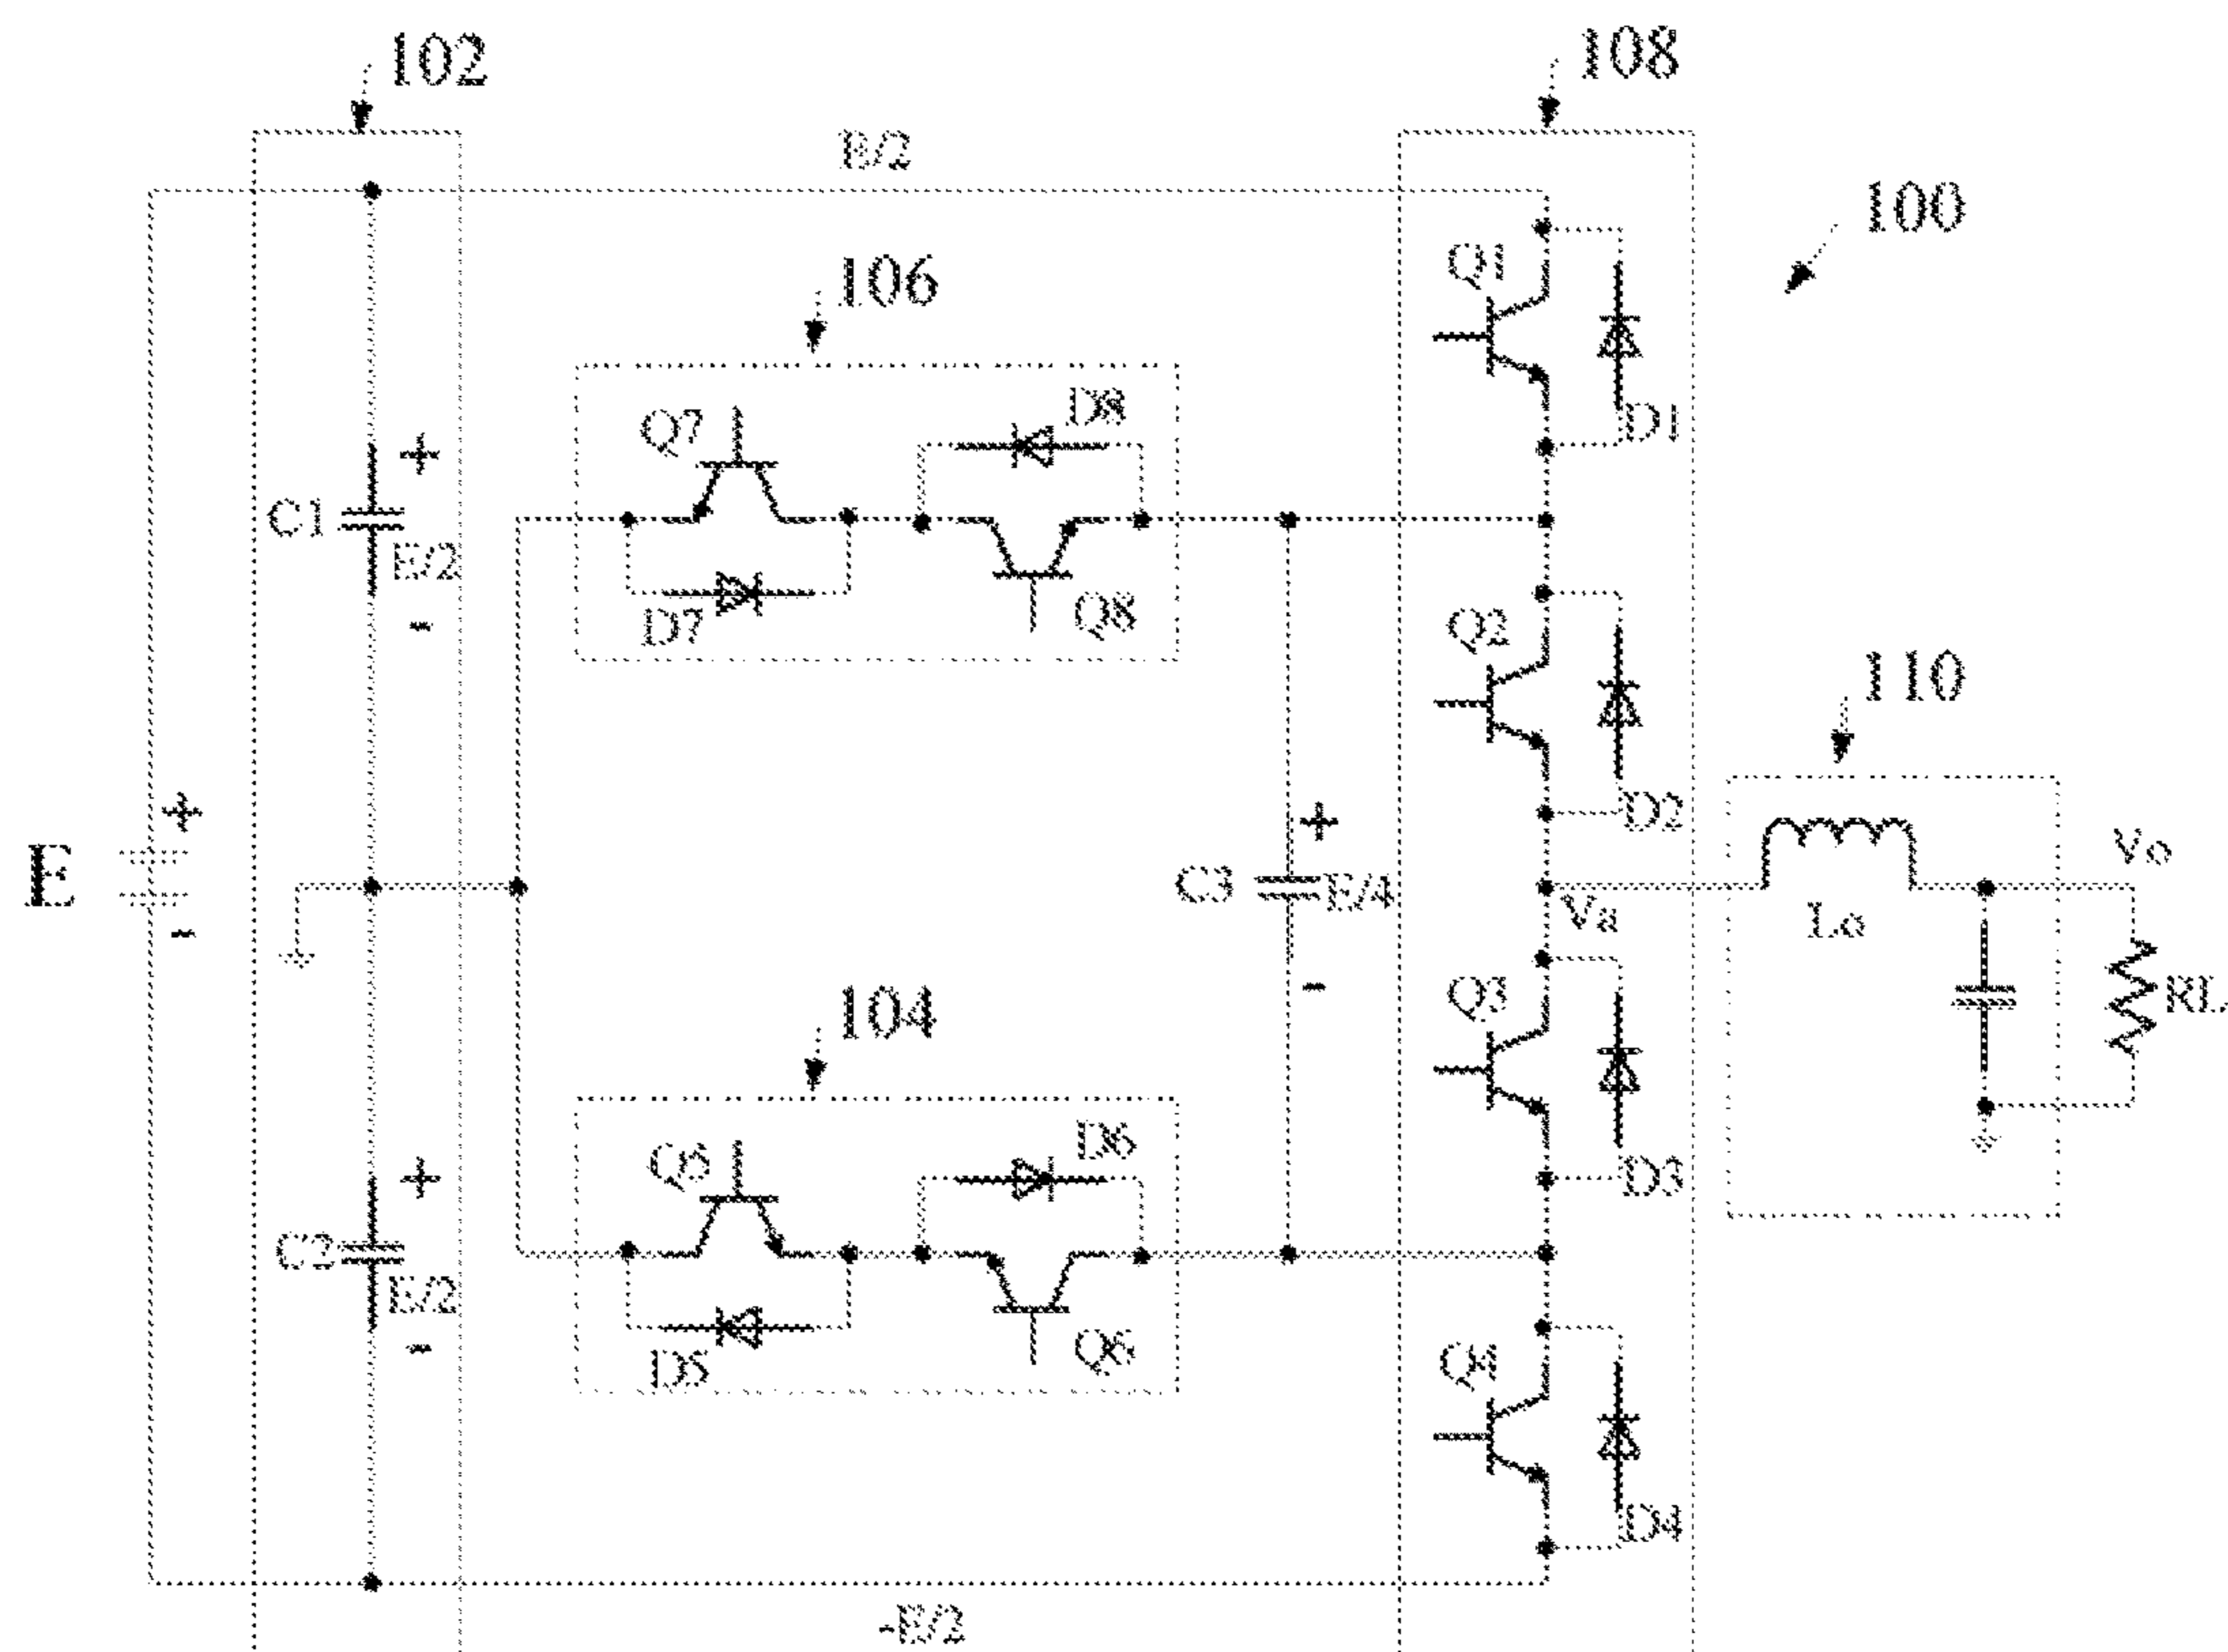 102
108
E/2
100
Q1
106
D8
Q7
D1
+
C1
E/2
-
D7
Q8
Q2
110
+
D2
+
E
Vo
C3
E/4
Va
Lo
-
-
Q3
RL
104
D6
Q5
D3
+
C2
E/2
-
D5
Q6
Q4
D4
-E/2